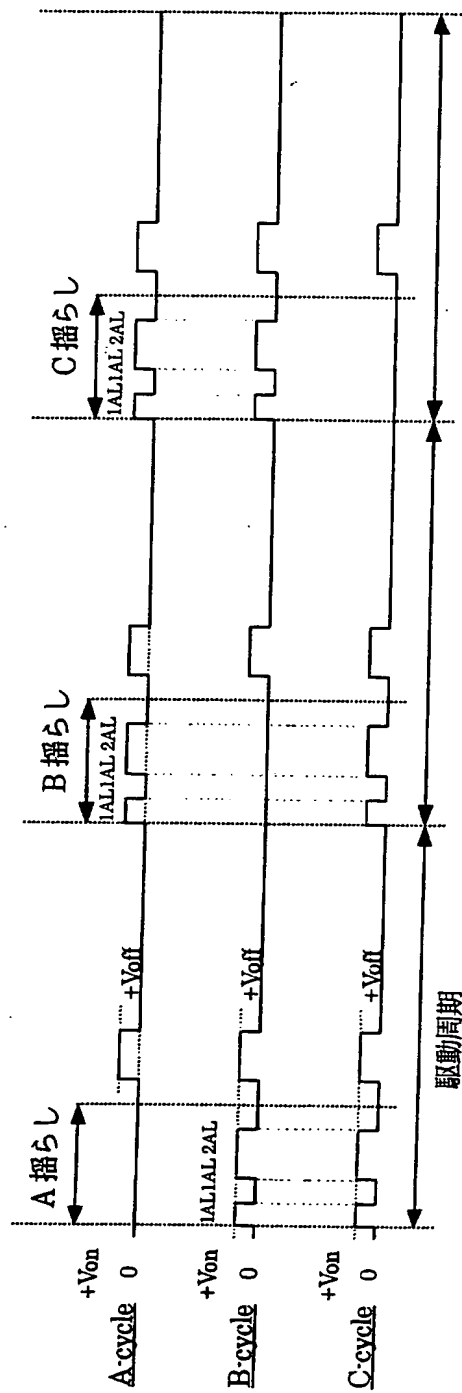 A揺らし
B揺らし
C揺らし
+Von
0
A-cycle
+Voff
1AL1AL 2AL
1AL1AL 2AL
+Von
0
B-cycle
1AL1AL 2AL
+Voff
+Von
0
C-cycle
+Voff
駆動周期